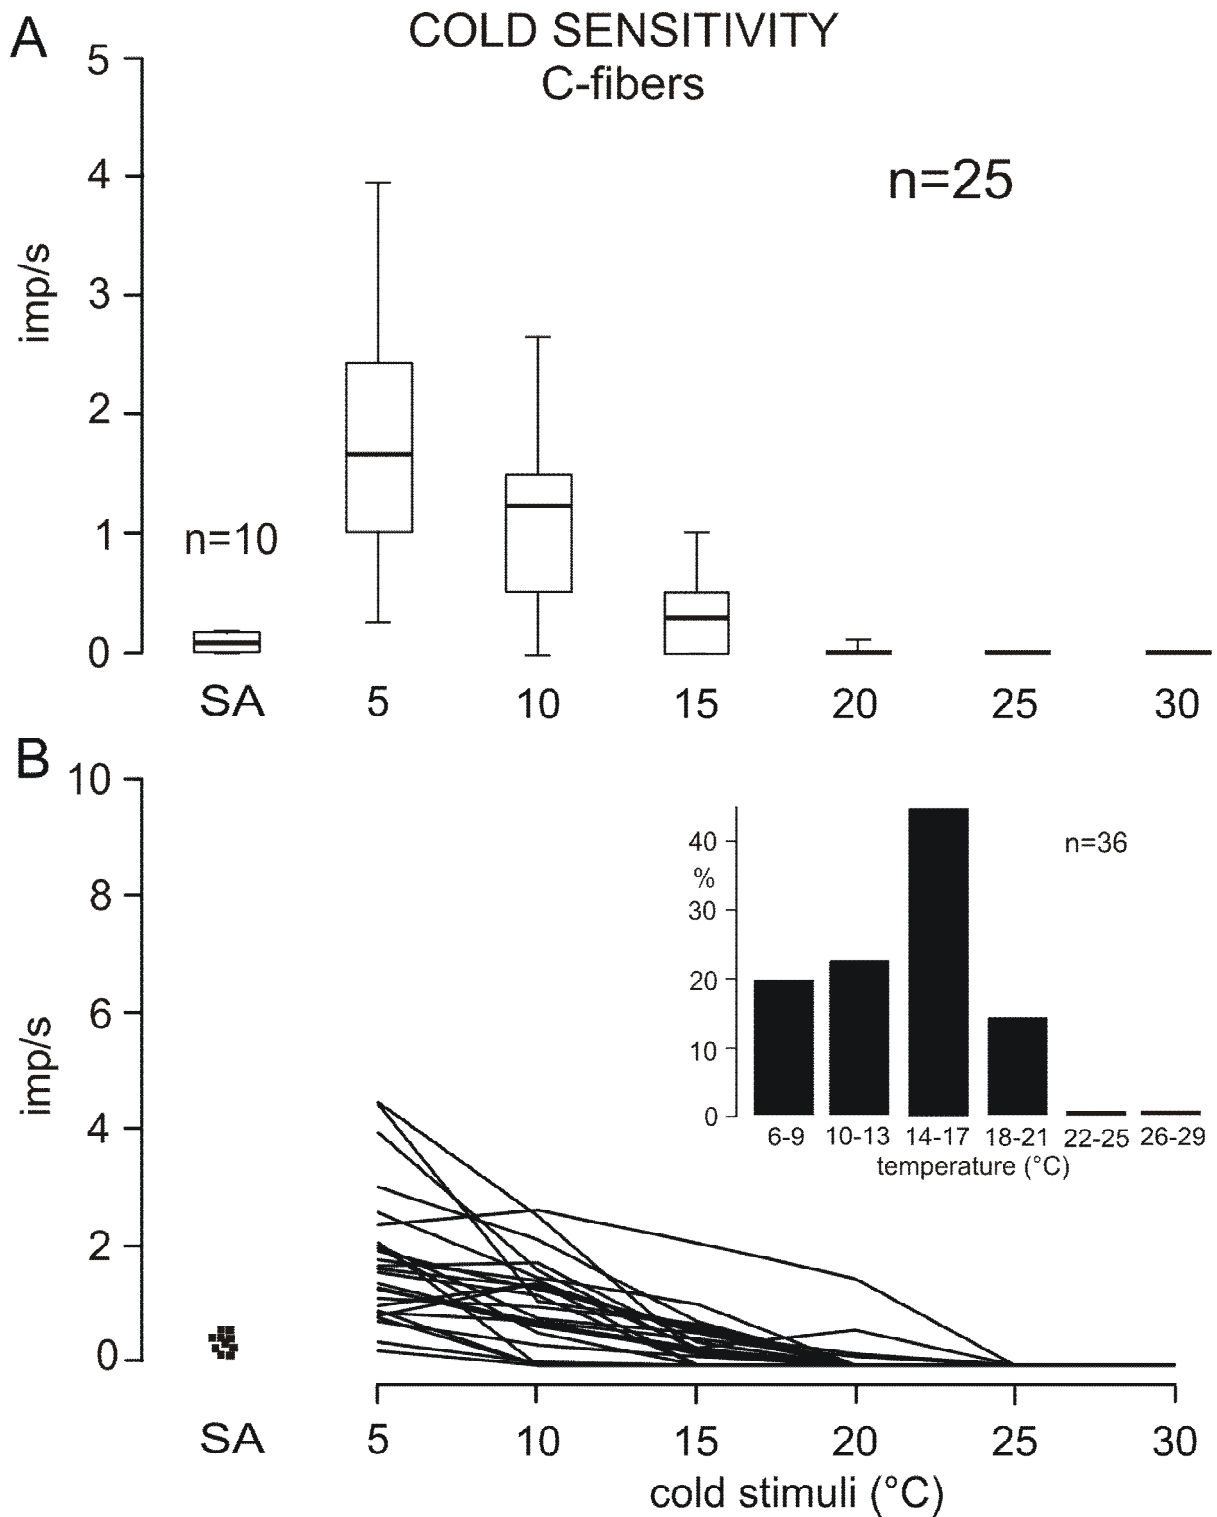 A
COLD SENSITIVITY
C-fibers
5
4
3
2
1
0
imp/s
n=25
n=10
SA 5 10 15 20 25 30
B
10
8
6
4
2
0
imp/s
40
%
30
20
10
0
n=36
6-9 10-13 14-17 18-21 22-25 26-29
temperature (°C)
SA 5 10 15 20 25 30
cold stimuli (°C)